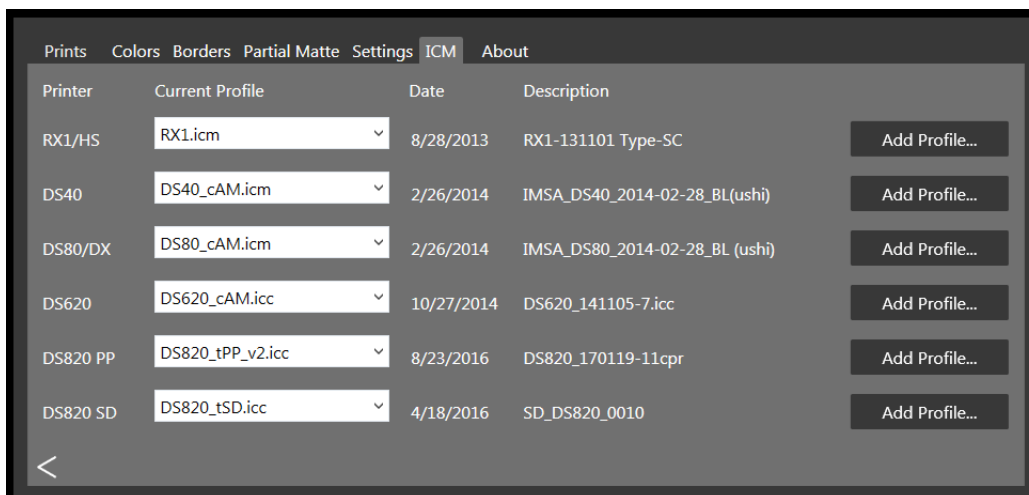 Prints Colors Borders Partial Matte Settings ICM About
Printer Current Profile Date Description
RX1/HS RX1.icm 8/28/2013 RX1-131101 Type-SC Add Profile...
DS40 DS40_cAM.icm 2/26/2014 IMSA_DS40_2014-02-28_BL(ushi) Add Profile...
DS80/DX DS80_cAM.icm 2/26/2014 IMSA_DS80_2014-02-28_BL (ushi) Add Profile...
DS620 DS620_cAM.icc 10/27/2014 DS620_141105-7.icc Add Profile...
DS820 PP DS820_tPP_v2.icc 8/23/2016 DS820_170119-11cpr Add Profile...
DS820 SD DS820_tSD.icc 4/18/2016 SD_DS820_0010 Add Profile...